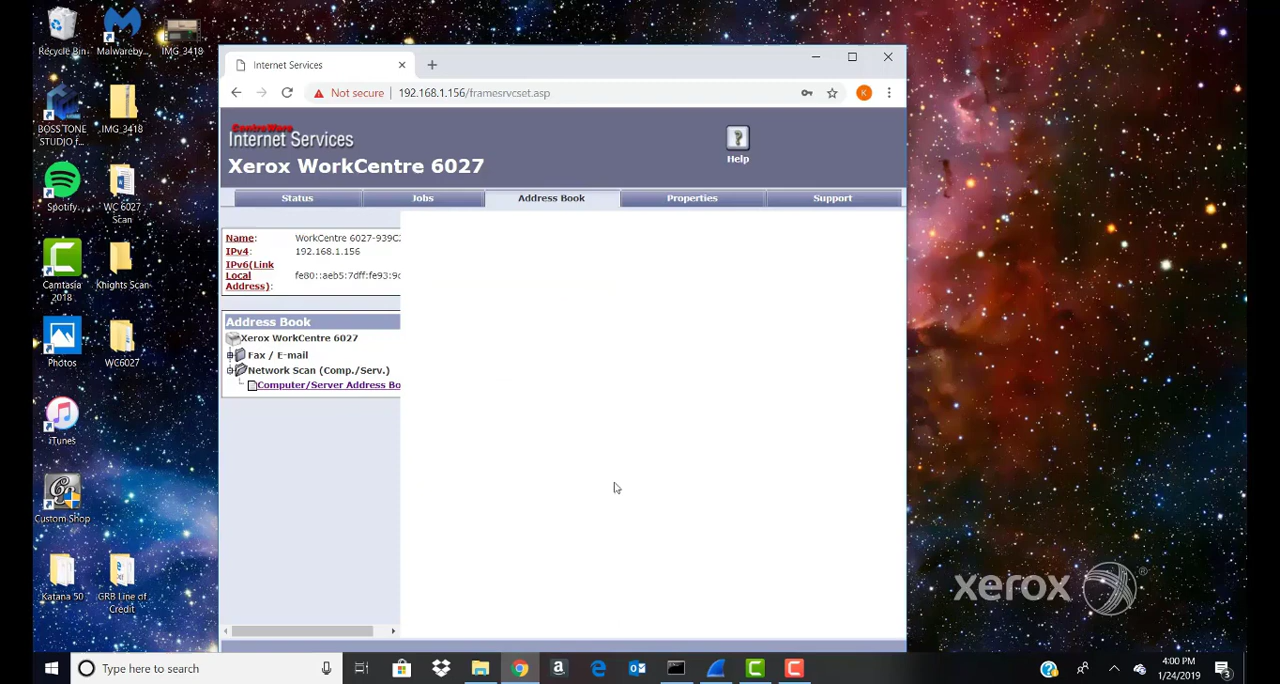 Recycle Bin
Malwareby...
IMG_3418
BOSS TONE
STUDIO f...
IMG_3418
Spotify
WC 6027
Scan
Camtasia
2018
Knights Scan
Photos
WC6027
iTunes
Custom Shop
Katana 50
GRB Line of
Credit
Internet Services
Not secure
192.168.1.156/framesrvcset.asp
K
CentreWare
Internet Services
Xerox WorkCentre 6027
?
Help
Status
Jobs
Address Book
Properties
Support
Name:
WorkCentre 6027-939C
IPv4:
192.168.1.156
IPv6(Link
Local
Address):
fe80::aeb5:7dff:fe93:9c
Address Book
Xerox WorkCentre 6027
Fax / E-mail
Network Scan (Comp./Serv.)
Computer/Server Address Bo
xerox ®
Type here to search
4:00 PM
1/24/2019
3